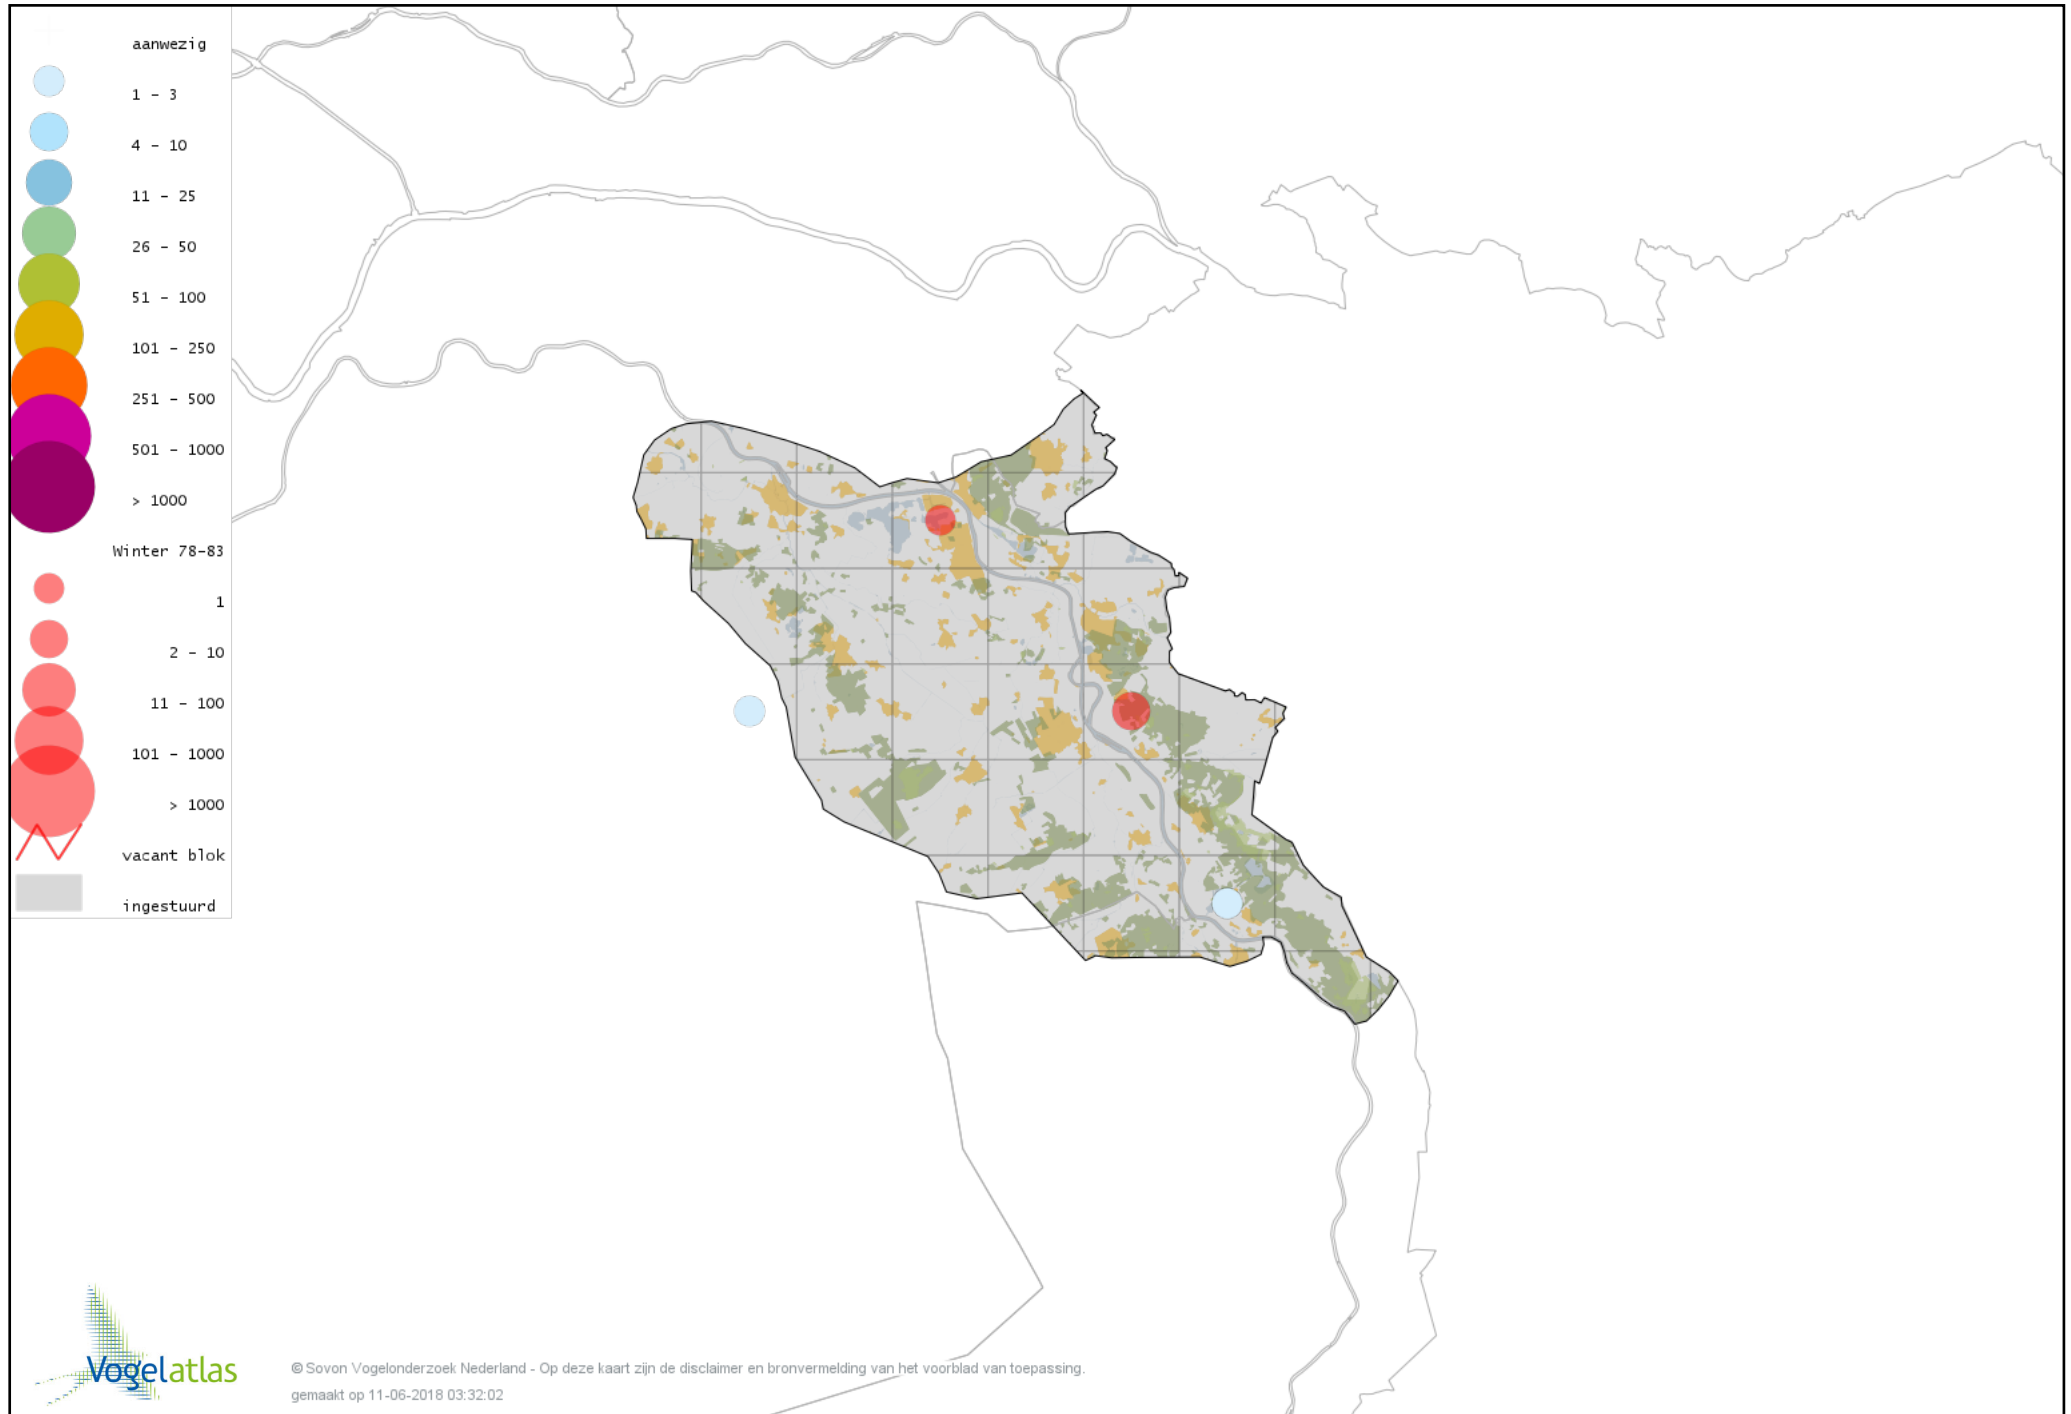 aanwezig
1 - 3
4 - 10
11 - 25
26 - 50
51 - 100
101 - 250
251 - 500
501 - 1000
> 1000
Winter 78-83
1
2 - 10
11 - 100
101 - 1000
> 1000
vacant blok
ingestuurd
Vogelatlas
© Sovon Vogelonderzoek Nederland - Op deze kaart zijn de disclaimer en bronvermelding van het voorblad van toepassing.
gemaakt op 11-06-2018 03:32:02